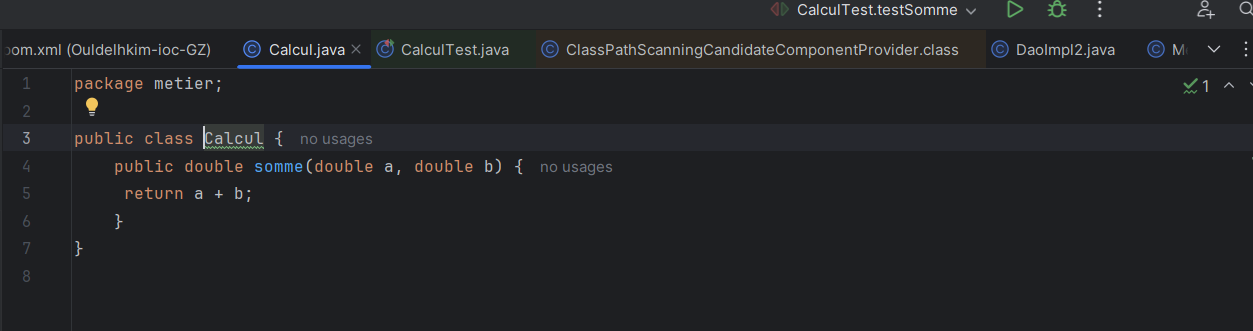 CalculTest.testSomme
oom.xml (Ouldelhkim-ioc-GZ) Calcul.java CalculTest.java ClassPathScanningCandidateComponentProvider.class DaoImpl2.java
1 package metier; 1
2
3 public class Calcul { no usages
4 public double somme(double a, double b) { no usages
5 return a + b;
6 }
7 }
8